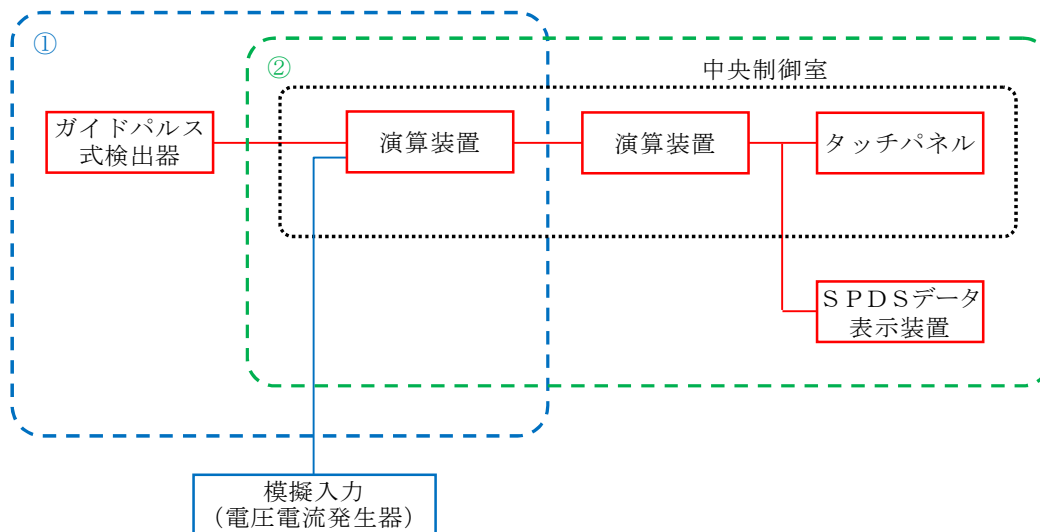 ①
②
中央制御室
ガイドパルス
式検出器
演算装置
演算装置
タッチパネル
ＳＰＤＳデータ
表示装置
模擬入力
（電圧電流発生器）